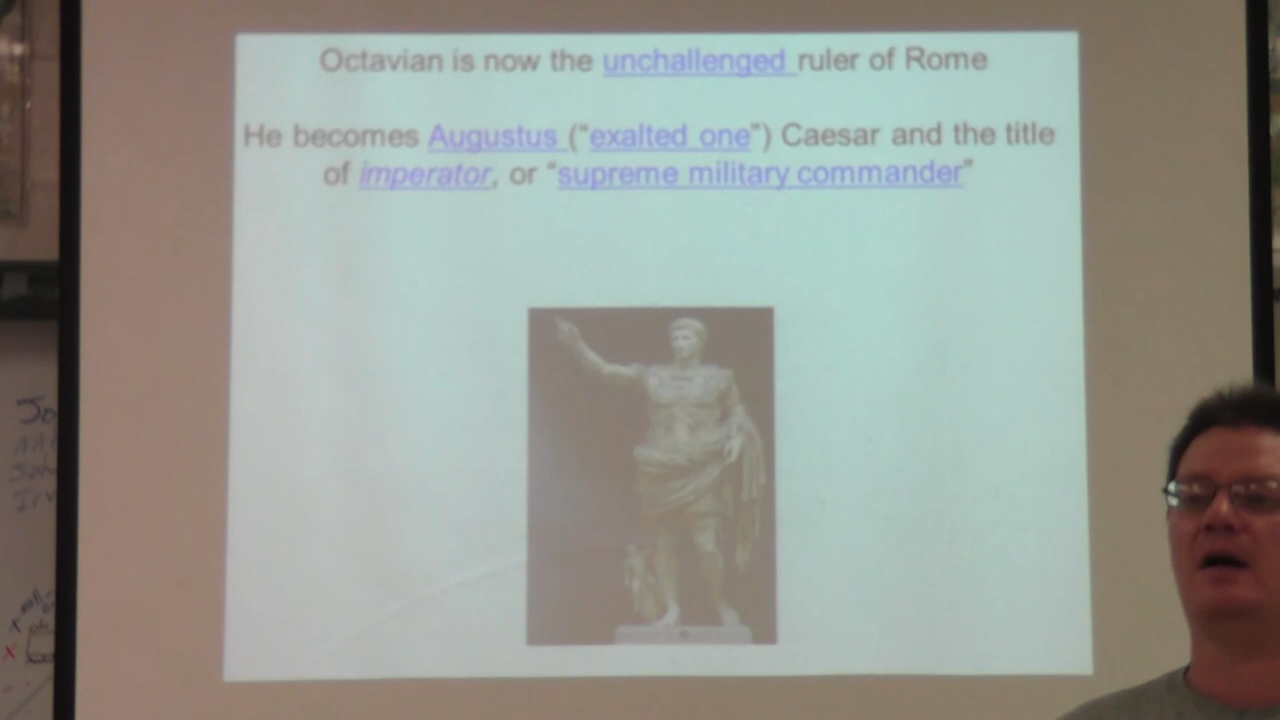 Octavian is now the unchallenged ruler of Rome
He becomes Augustus ("exalted one") Caesar and the title
of imperator, or "supreme military commander"
Jo